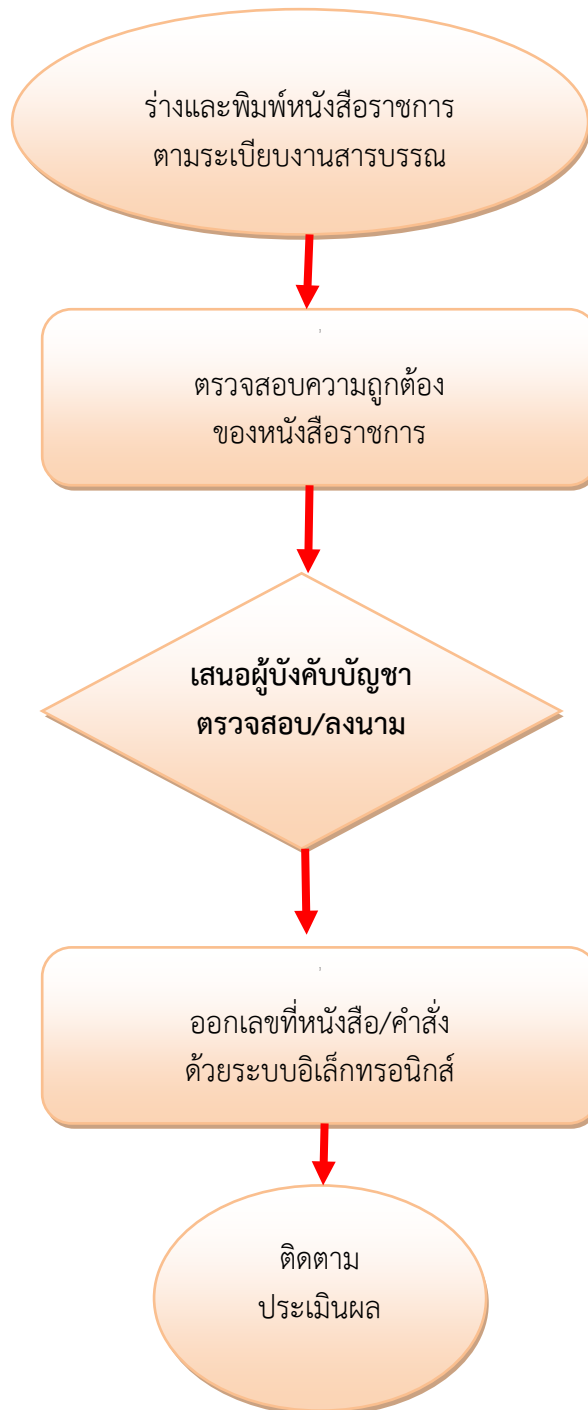 ร่างและพิมพ์หนังสือราชการ
ตามระเบียบงานสารบรรณ
ตรวจสอบความถูกต้อง
ของหนังสือราชการ
เสนอผู้บังคับบัญชา
ตรวจสอบ/ลงนาม
ออกเลขที่หนังสือ/คำสั่ง
ด้วยระบบอิเล็กทรอนิกส์
ติดตาม
ประเมินผล